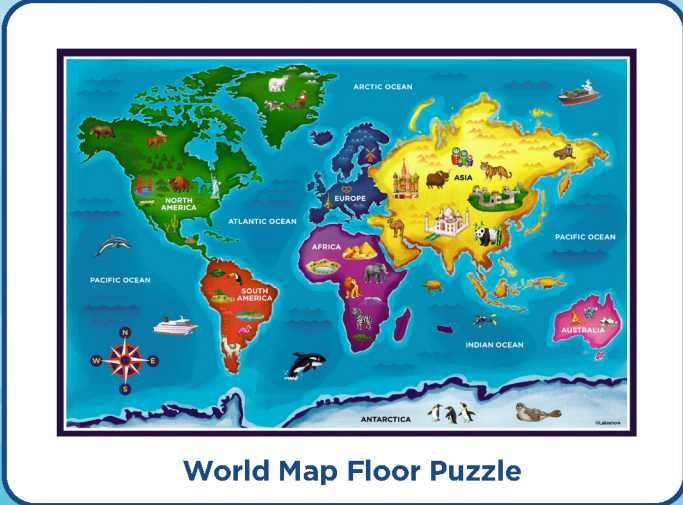 ARCTIC OCEAN
ASIA
NORTH
AMERICA
EUROPE
ATLANTIC OCEAN
PACIFIC OCEAN
AFRICA
PACIFIC OCEAN
SOUTH
AMERICA
AUSTRALIA
INDIAN OCEAN
N
W
E
S
ANTARCTICA
©Lakeshore
World Map Floor Puzzle